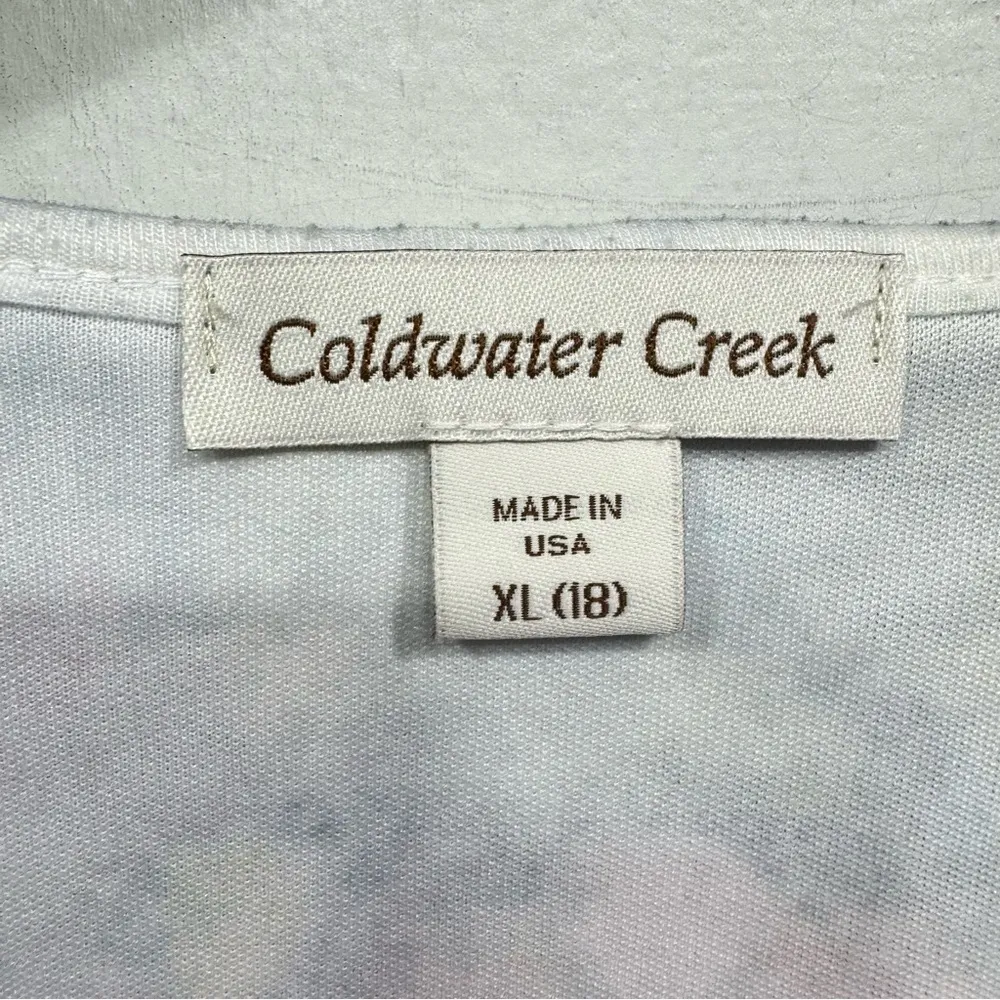 Coldwater Creek
MADE IN
USA
XL (18)